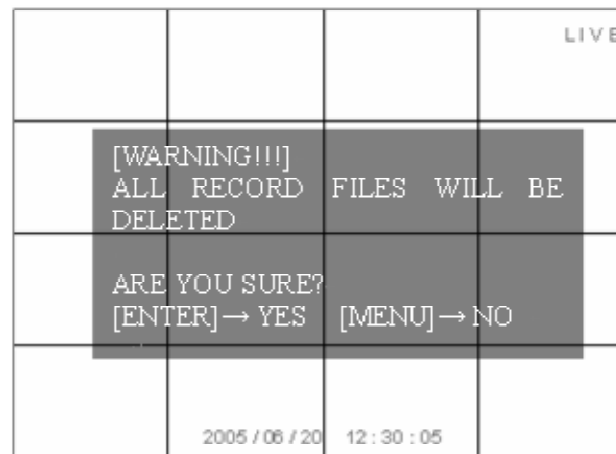 LIVE
[WARNING!!!]
ALL RECORD FILES WILL BE
DELETED
ARE YOU SURE?
[ENTER]→ YES [MENU]→ NO
2005 / 06 / 20 12 : 30 : 05